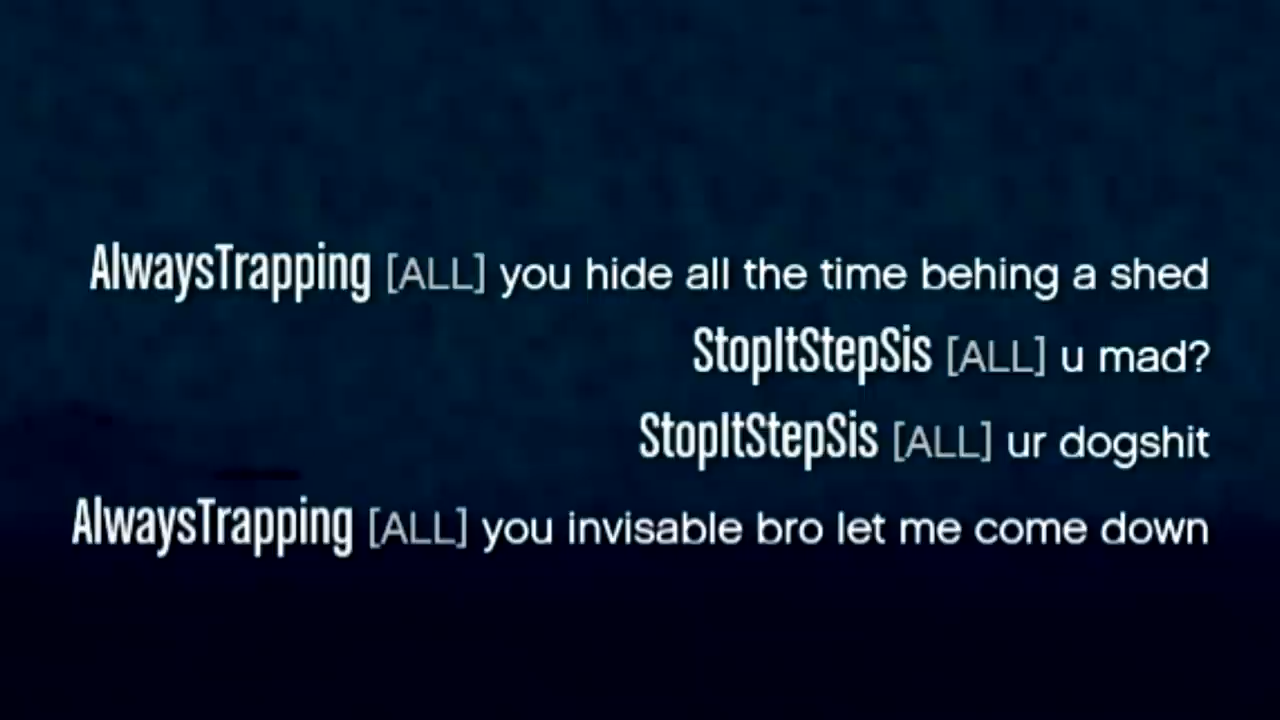 AlwaysTrapping [ALL] you hide all the time behing a shed
StopItStepSis [ALL] u mad?
StopItStepSis [ALL] ur dogshit
AlwaysTrapping [ALL] you invisable bro let me come down